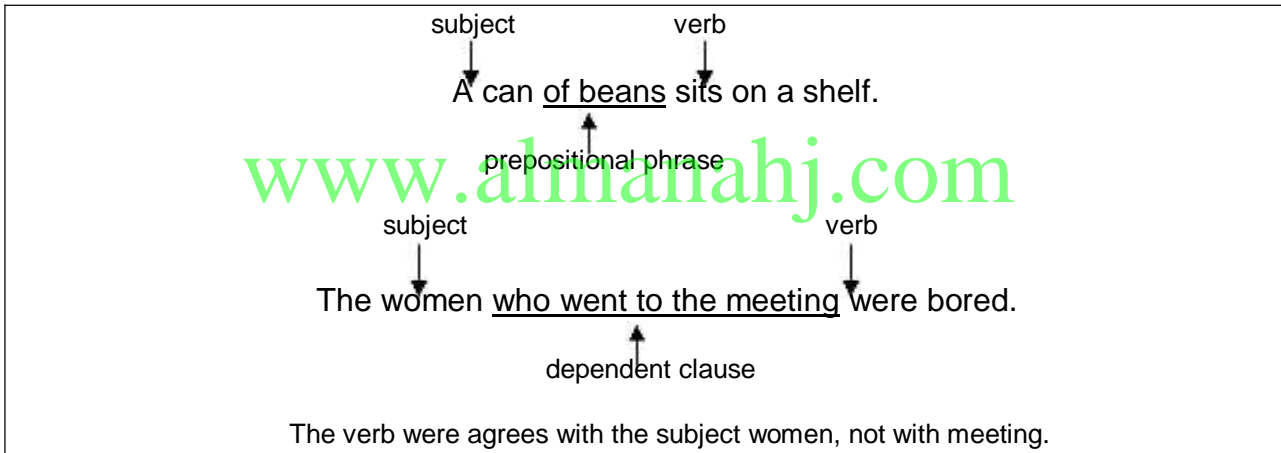 subject verb
A can of beans sits on a shelf.
prepositional phrase
www.almanahj.com
subject verb
The women who went to the meeting were bored.
dependent clause
The verb were agrees with the subject women, not with meeting.